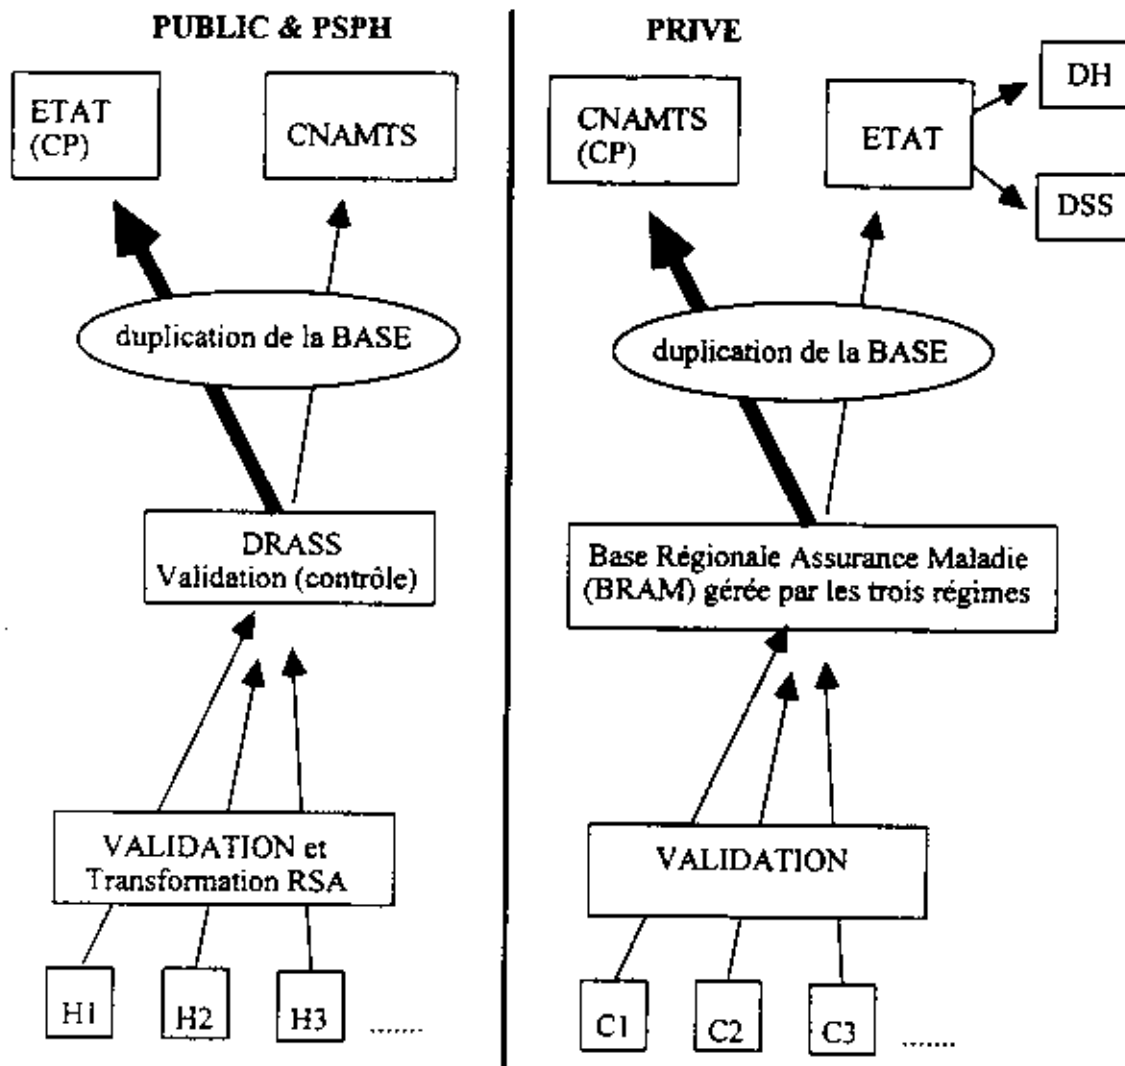 PUBLIC & PSPH
ETAT
(CP)
CNAMTS
duplication de la BASE
DRASS
Validation (contrôle)
VALIDATION et
Transformation RSA
H1
H2
H3
........
PRIVE
CNAMTS
(CP)
ETAT
DH
DSS
duplication de la BASE
Base Régionale Assurance Maladie
(BRAM) gérée par les trois régimes
VALIDATION
C1
C2
C3
........